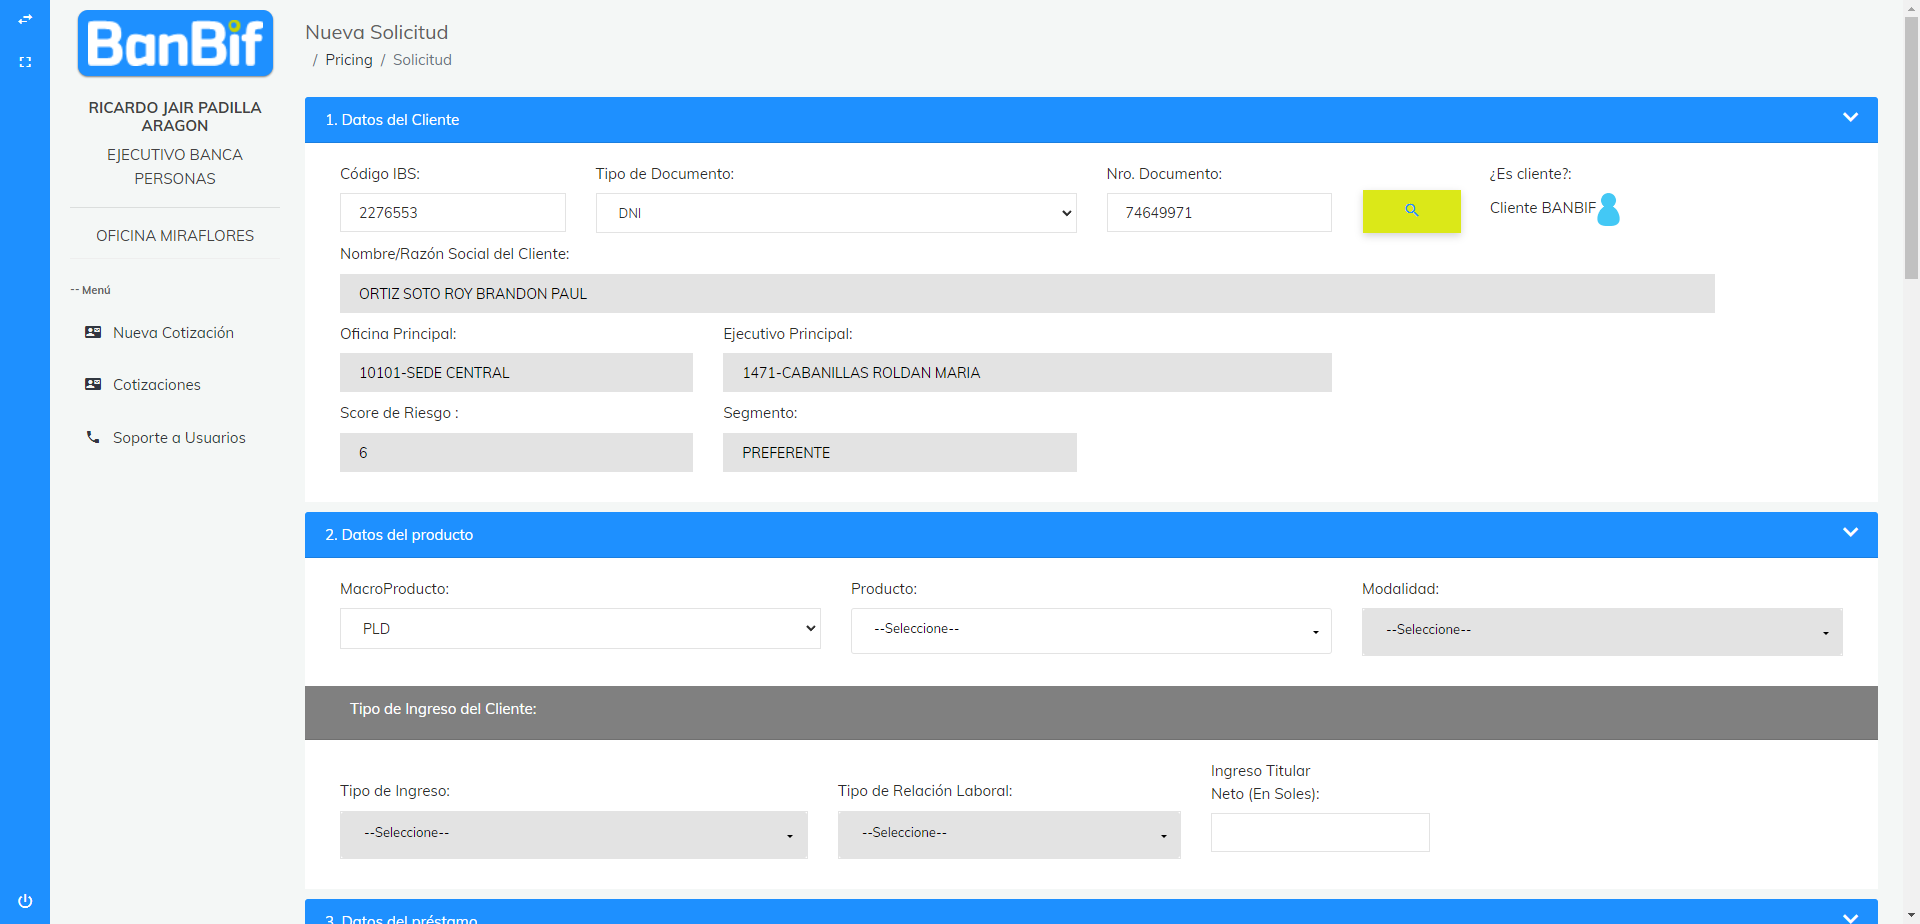 BanBif
RICARDO JAIR PADILLA
ARAGON
EJECUTIVO BANCA
PERSONAS
OFICINA MIRAFLORES
-- Menú
Nueva Cotización
Cotizaciones
Soporte a Usuarios
Nueva Solicitud
/ Pricing / Solicitud
1. Datos del Cliente
Código IBS:
Tipo de Documento:
Nro. Documento:
¿Es cliente?:
2276553
DNI
74649971
Cliente BANBIF
Nombre/Razón Social del Cliente:
ORTIZ SOTO ROY BRANDON PAUL
Oficina Principal:
Ejecutivo Principal:
10101-SEDE CENTRAL
1471-CABANILLAS ROLDAN MARIA
Score de Riesgo :
Segmento:
6
PREFERENTE
2. Datos del producto
MacroProducto:
Producto:
Modalidad:
PLD
--Seleccione--
--Seleccione--
Tipo de Ingreso del Cliente:
Tipo de Ingreso:
Tipo de Relación Laboral:
Ingreso Titular
Neto (En Soles):
--Seleccione--
--Seleccione--
3. Datos del préstamo